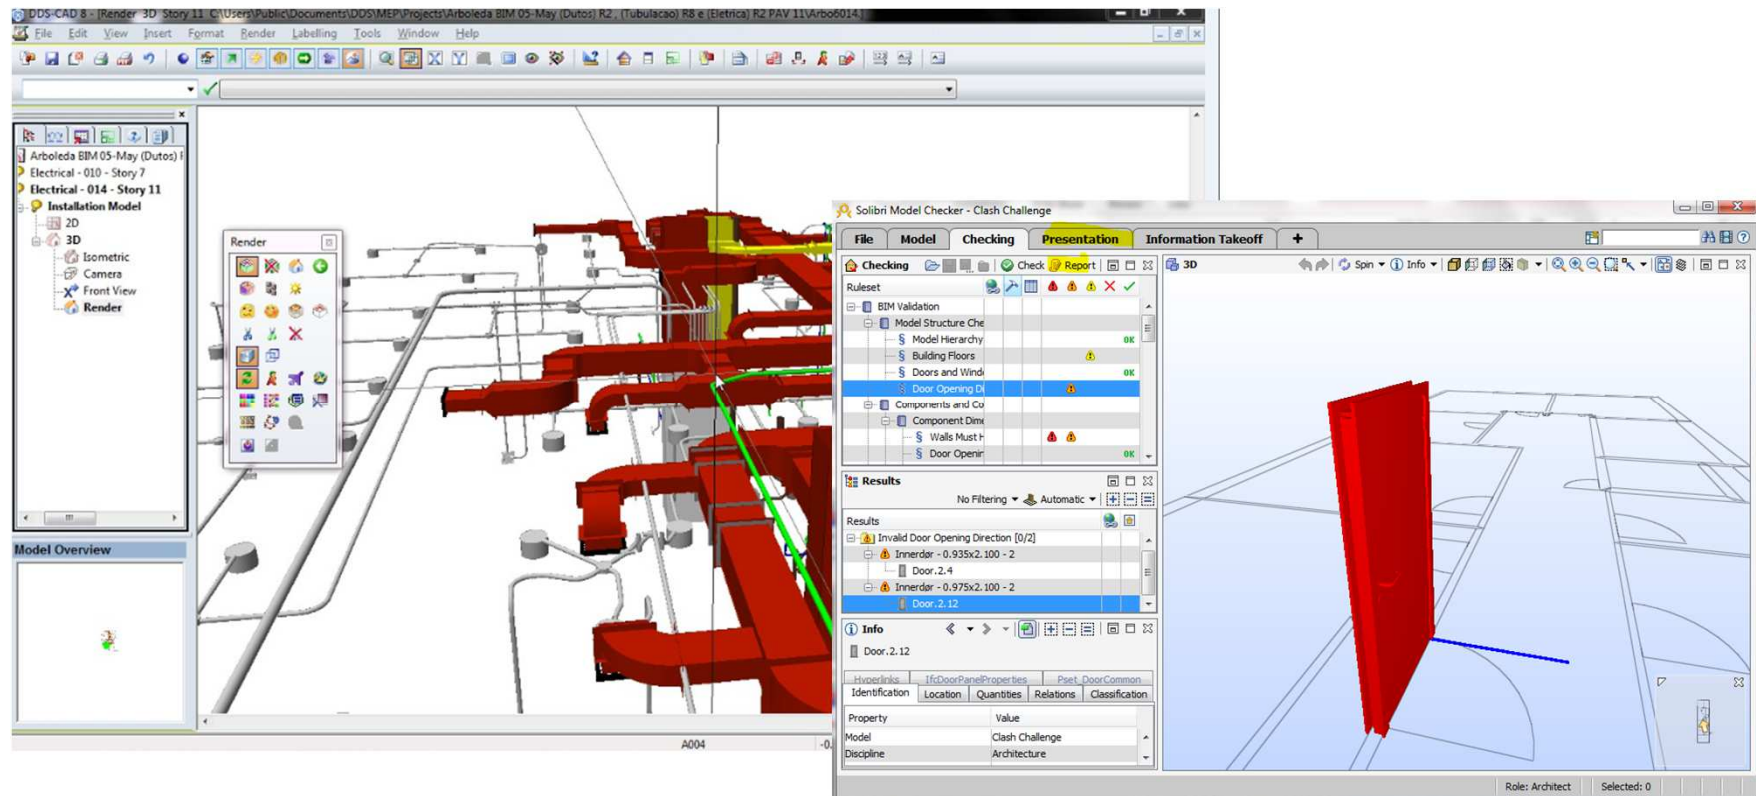 DDS-CAD 8 - [Render 3D Story 11 C:\Users\Public\Documents\DDS\MEP\Projects\Arboleda BIM 05-May (Dutos) R2 , (Tubulacao) R8 e (Eletrica) R2 PAV 11\Arbo6014.]
File Edit View Insert Format Render Labelling Tools Window Help
Arboleda BIM 05-May (Dutos)
Electrical - 010 - Story 7
Electrical - 014 - Story 11
Installation Model
2D
3D
Isometric
Camera
Front View
Render
Model Overview
Render
A004
-0.
Solibri Model Checker - Clash Challenge
File Model Checking Presentation Information Takeoff +
Checking Check Report
Ruleset
BIM Validation
Model Structure Che
§ Model Hierarchy OK
§ Building Floors
§ Doors and Wind OK
§ Door Opening Di
Components and Co
Component Dime
§ Walls Must H
§ Door Openin OK
Results
No Filtering Automatic
Results
Invalid Door Opening Direction [0/2]
Innerdør - 0.935x2.100 - 2
Door.2.4
Innerdør - 0.975x2.100 - 2
Door.2.12
Info
Door.2.12
Hyperlinks IfcDoorPanelProperties Pset_DoorCommon
Identification Location Quantities Relations Classification
Property Value
Model Clash Challenge
Discipline Architecture
3D Spin Info
Role: Architect Selected: 0